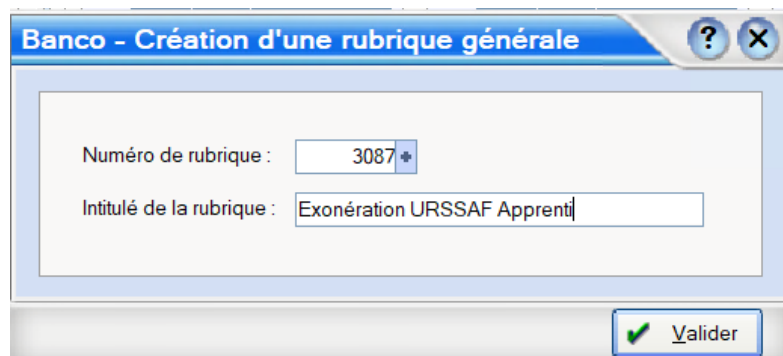 Banco - Création d'une rubrique générale ? X
Numéro de rubrique : 3087 +
Intitulé de la rubrique : Exonération URSSAF Apprenti
Valider